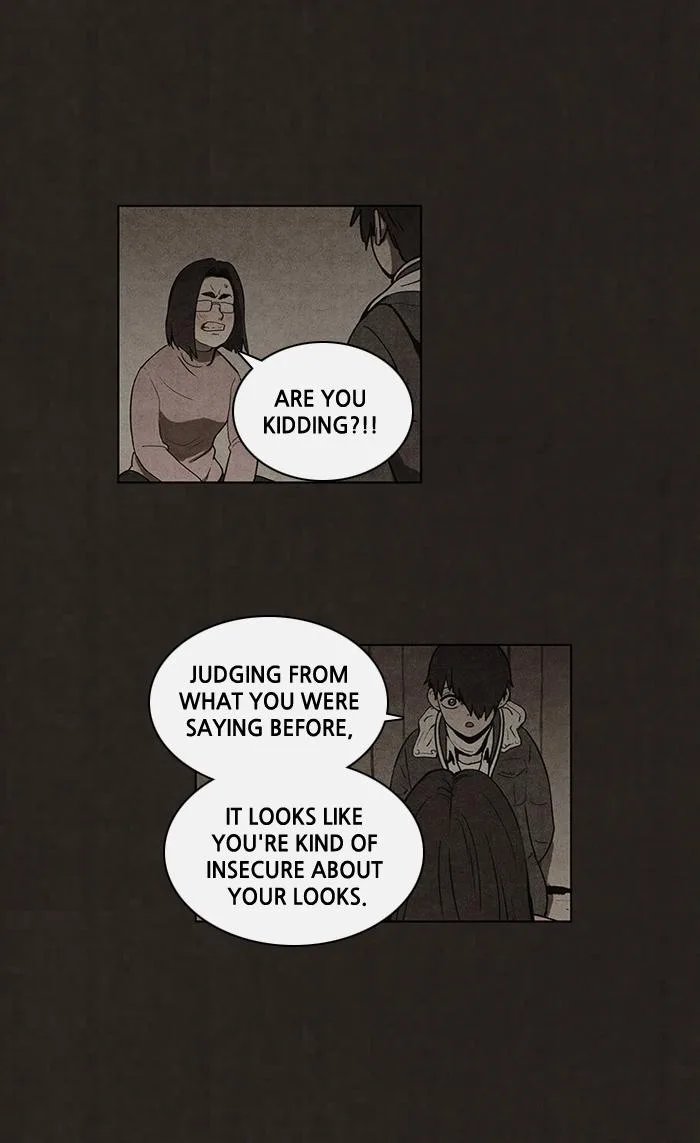 ARE YOU
KIDDING?!!
JUDGING FROM
WHAT YOU WERE
SAYING BEFORE,
IT LOOKS LIKE
YOU'RE KIND OF
INSECURE ABOUT
YOUR LOOKS.